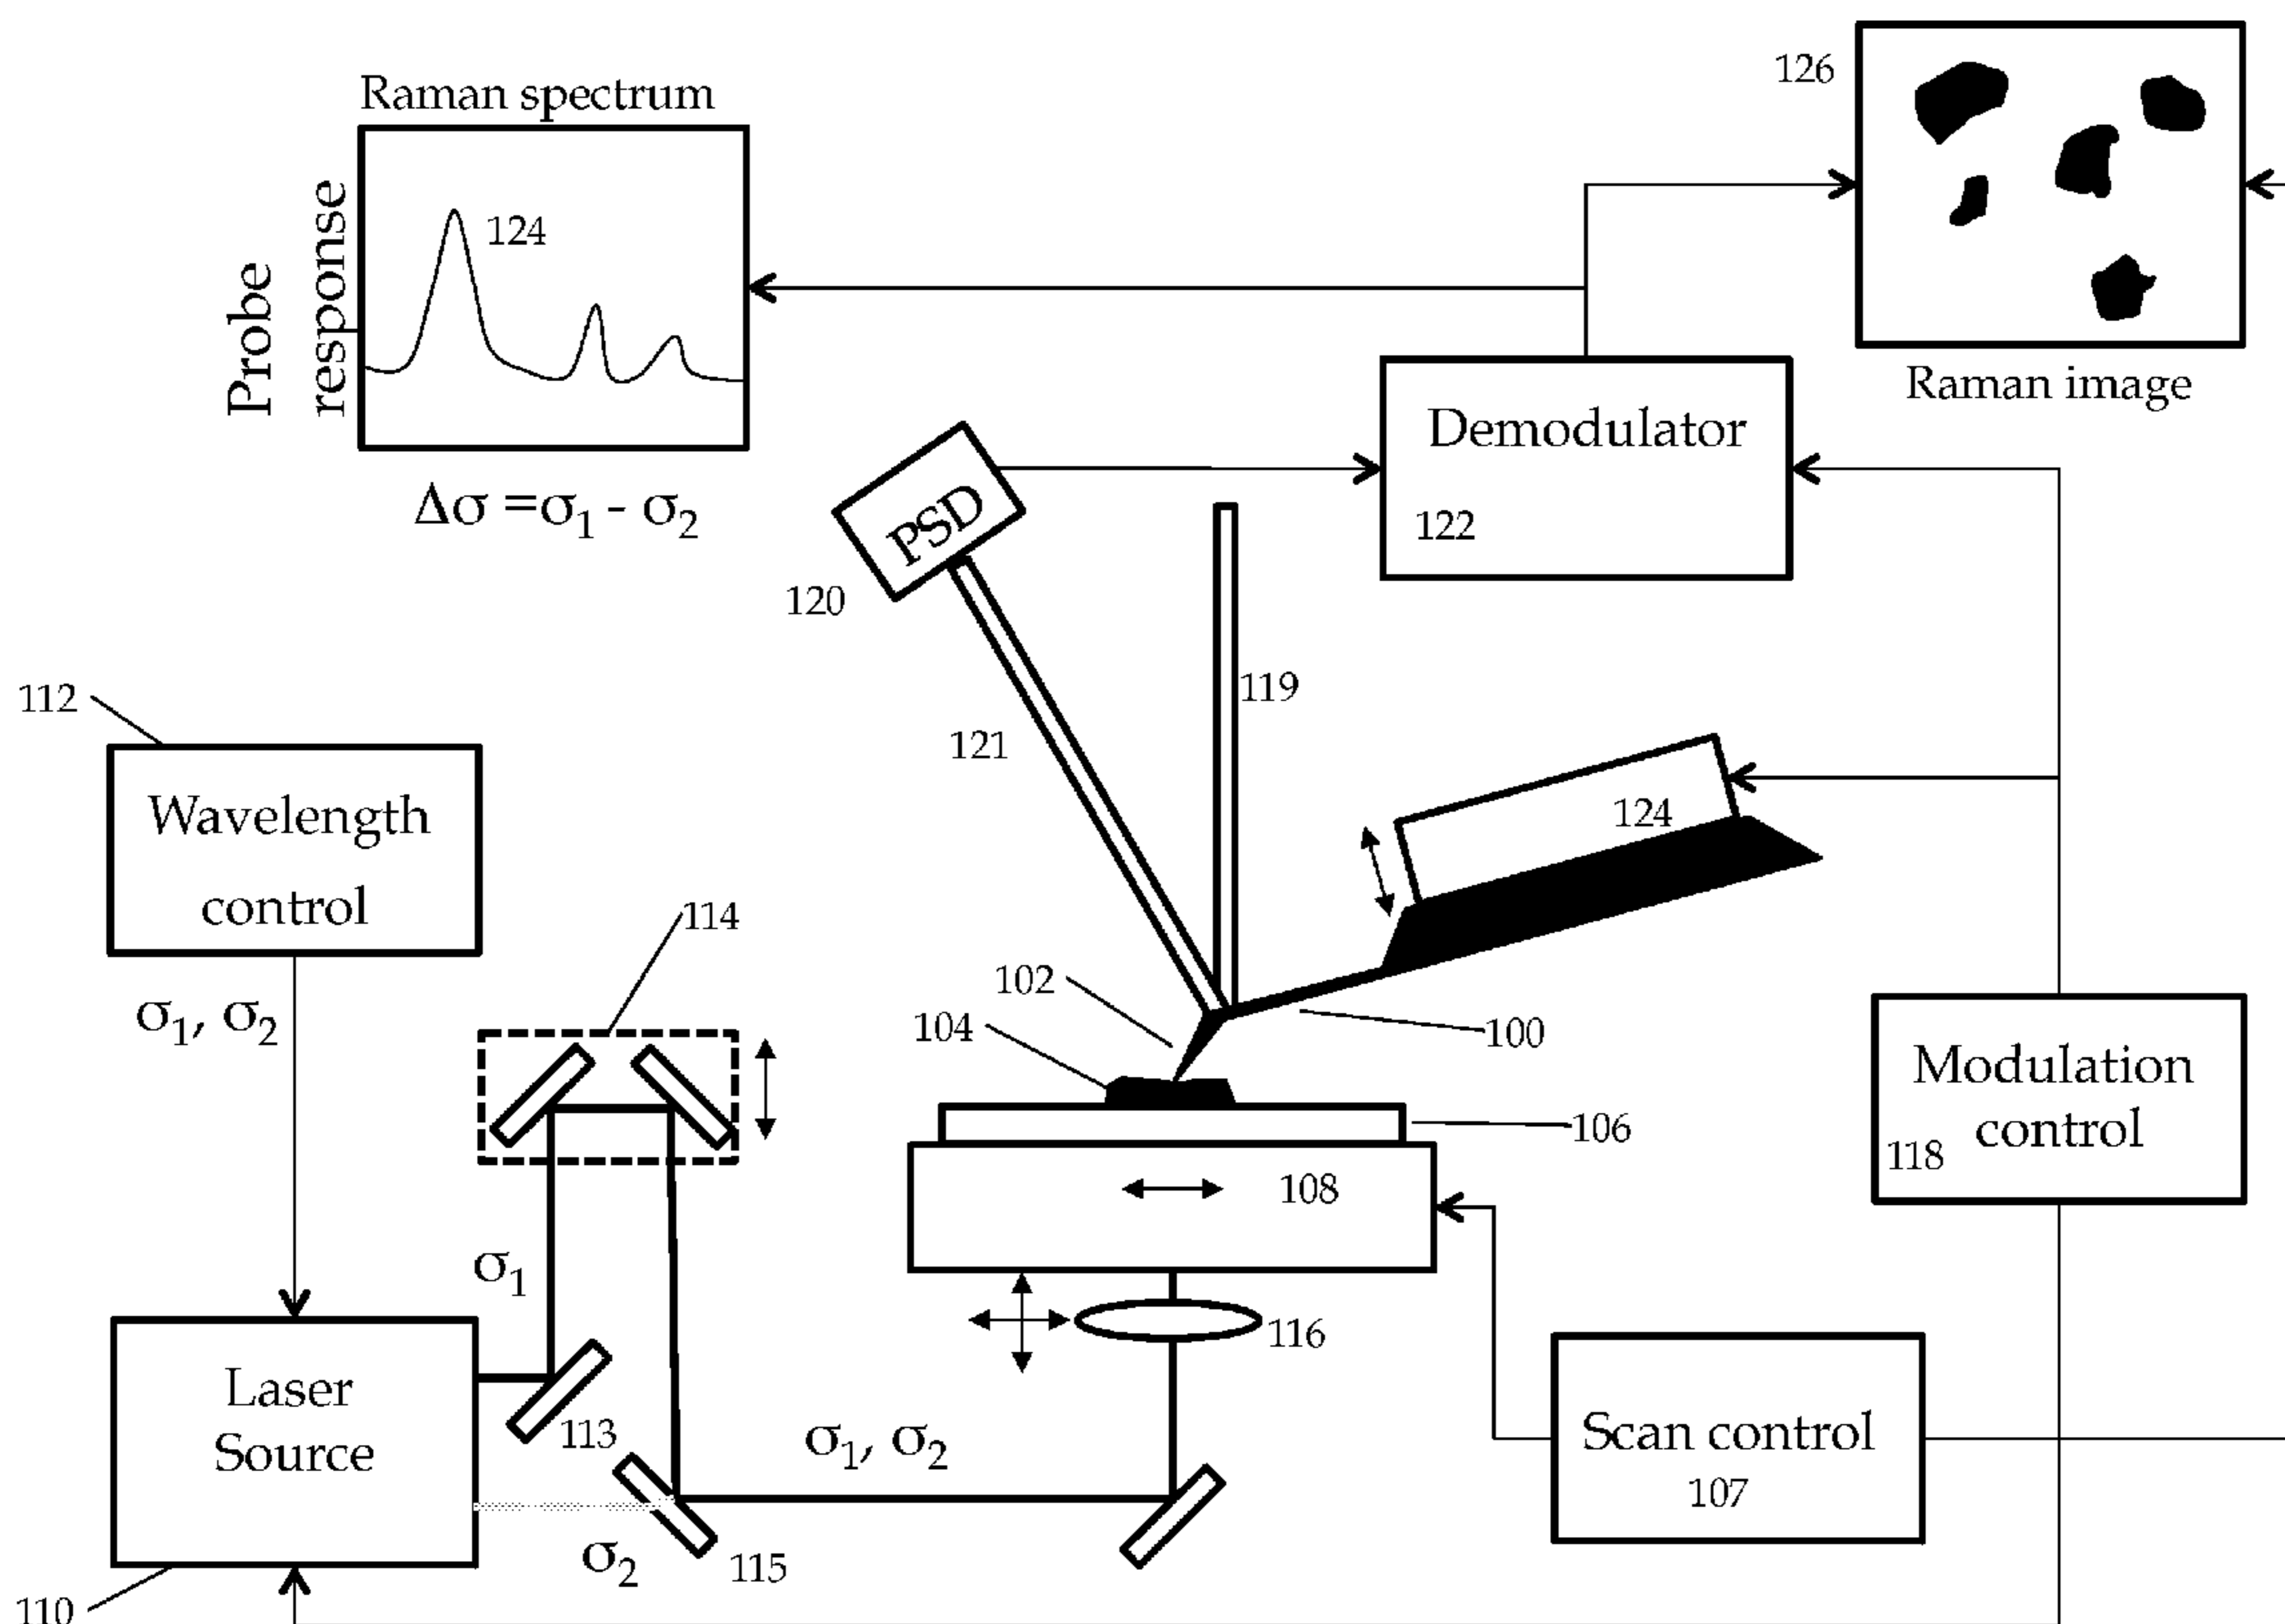 Raman spectrum
124
Probe
response
Δσ =σ₁ - σ₂
126
Raman image
Demodulator
122
PSD
120
119
121
112
Wavelength
control
σ₁, σ₂
114
124
102
104
100
106
108
Modulation
control
118
σ₁
116
Laser
Source
113
σ₁, σ₂
Scan control
107
σ₂
115
110